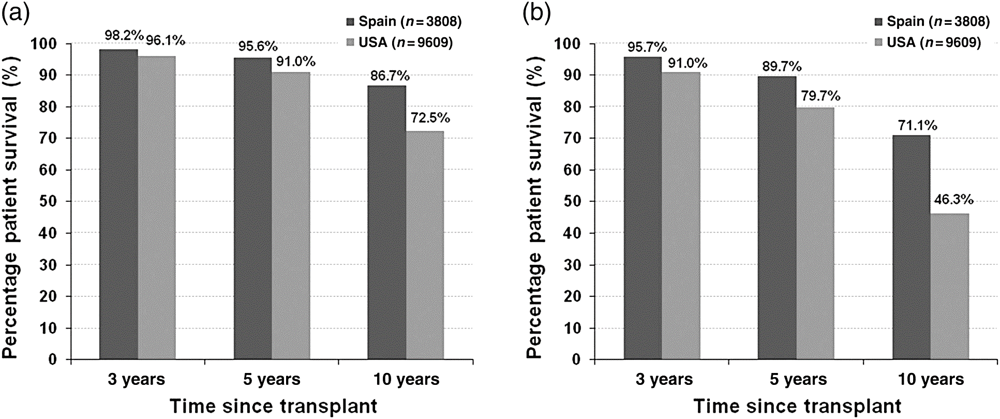 (a)
Spain (n=3808)
USA (n=9609)
Percentage patient survival (%)
100
90
80
70
60
50
40
30
20
10
0
98.2%
96.1%
95.6%
91.0%
86.7%
72.5%
3 years
5 years
10 years
Time since transplant
(b)
Spain (n=3808)
USA (n=9609)
Percentage patient survival (%)
100
90
80
70
60
50
40
30
20
10
0
95.7%
91.0%
89.7%
79.7%
71.1%
46.3%
3 years
5 years
10 years
Time since transplant